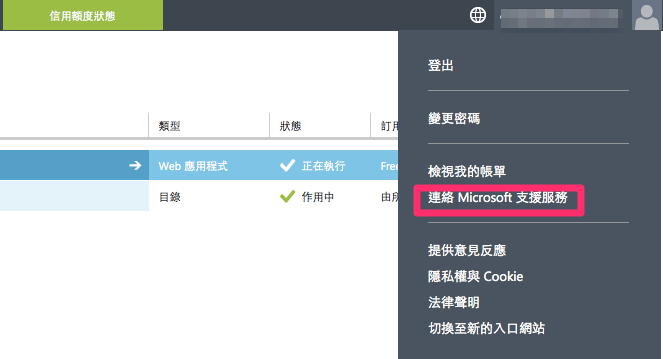 信用額度狀態
登出
變更密碼
類型 狀態 訂
檢視我的帳單
Web 應用程式 正在執行 Free
連絡 Microsoft 支援服務
目錄 作用中 由
提供意見反應
隱私權與 Cookie
法律聲明
切換至新的入口網站